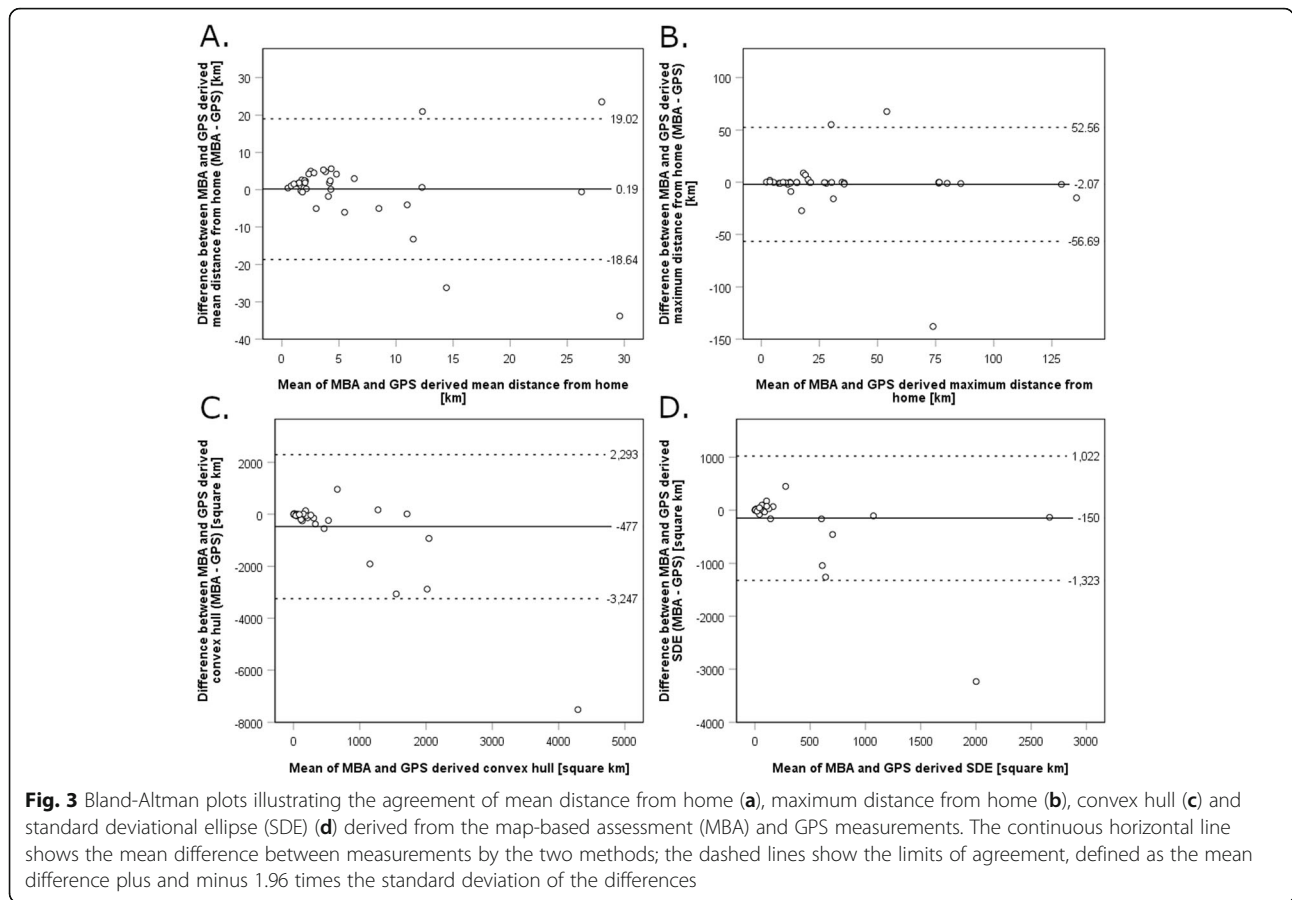 A.
Difference between MBA and GPS derived
mean distance from home (MBA - GPS) [km]
30
20
10
0
-10
-20
-30
-40
19.02
0.19
-18.64
0 5 10 15 20 25 30
Mean of MBA and GPS derived mean distance from home
[km]
B.
Difference between MBA and GPS derived
maximum distance from home (MBA - GPS)
[km]
100
50
0
-50
-100
-150
52.56
-2.07
-56.69
0 25 50 75 100 125
Mean of MBA and GPS derived maximum distance from
home [km]
C.
Difference between MBA and GPS derived
convex hull (MBA - GPS) [square km]
2000
0
-2000
-4000
-6000
-8000
2,293
-477
-3,247
0 1000 2000 3000 4000 5000
Mean of MBA and GPS derived convex hull [square km]
D.
Difference between MBA and GPS derived
SDE (MBA - GPS) [square km]
1000
0
-1000
-2000
-3000
-4000
1,022
-150
-1,323
0 1000 2000 3000
Mean of MBA and GPS derived SDE [square km]
Fig. 3 Bland-Altman plots illustrating the agreement of mean distance from home (a), maximum distance from home (b), convex hull (c) and
standard deviational ellipse (SDE) (d) derived from the map-based assessment (MBA) and GPS measurements. The continuous horizontal line
shows the mean difference between measurements by the two methods; the dashed lines show the limits of agreement, defined as the mean
difference plus and minus 1.96 times the standard deviation of the differences